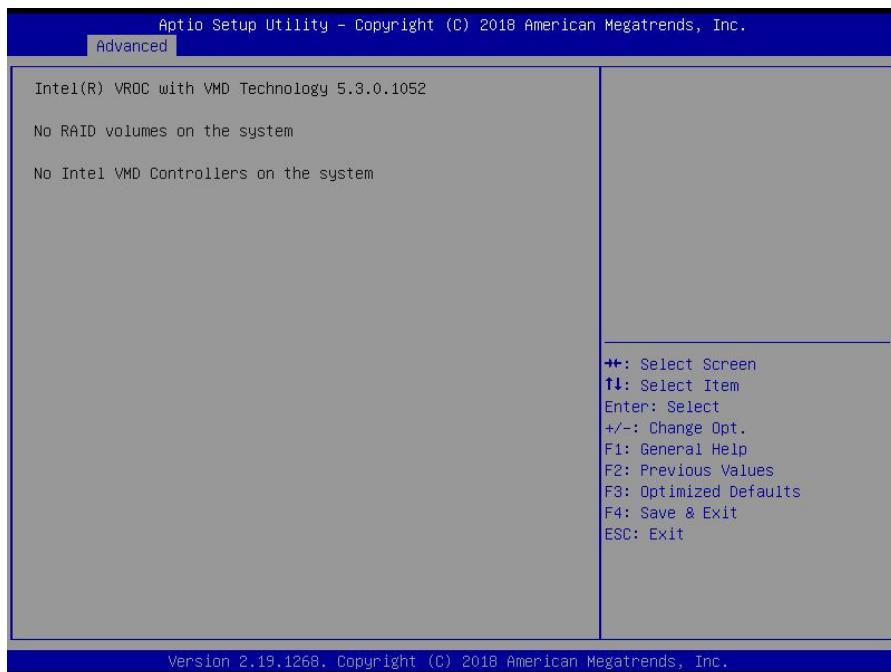 Aptio Setup Utility – Copyright (C) 2018 American Megatrends, Inc.
Advanced
Intel(R) VROC with VMD Technology 5.3.0.1052
No RAID volumes on the system
No Intel VMD Controllers on the system
→←: Select Screen
↑↓: Select Item
Enter: Select
+/-: Change Opt.
F1: General Help
F2: Previous Values
F3: Optimized Defaults
F4: Save & Exit
ESC: Exit
Version 2.19.1268. Copyright (C) 2018 American Megatrends, Inc.